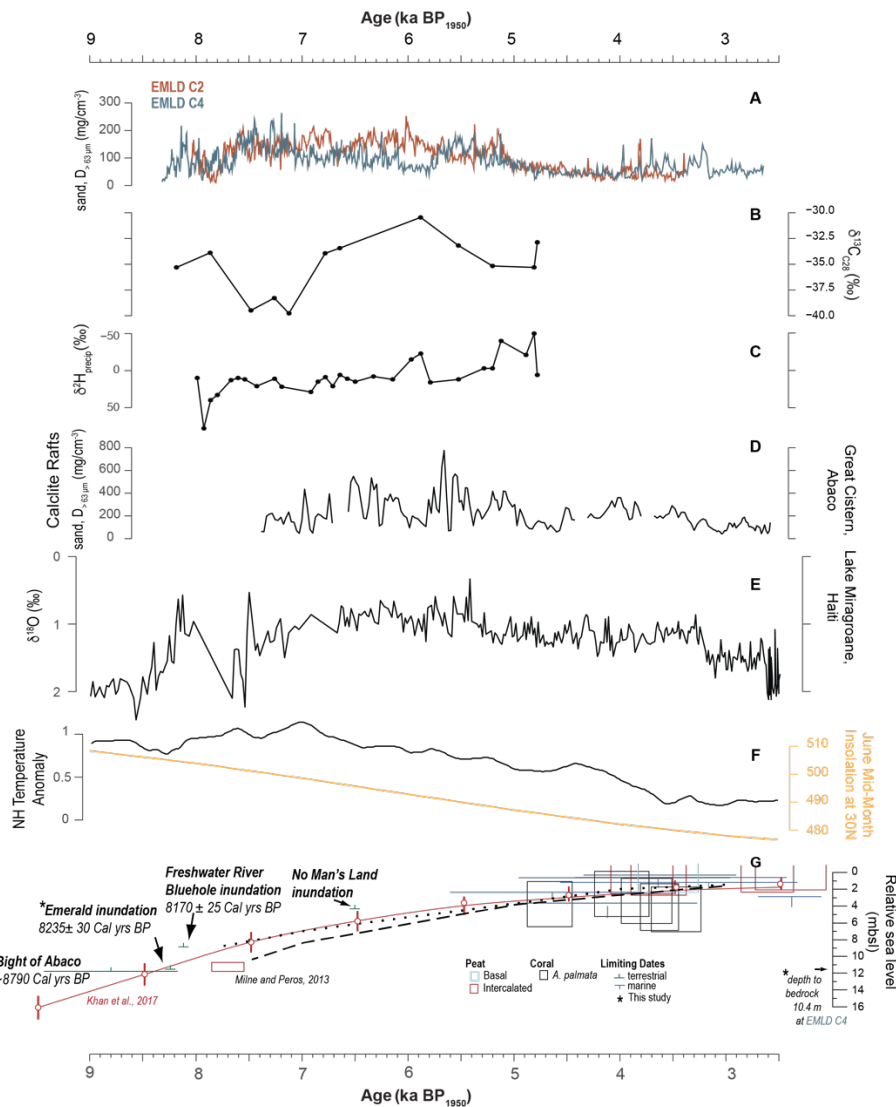 Age (ka BP1950)
9 8 7 6 5 4 3
EMLD C2
EMLD C4
A
300
200
100
0
sand, D> 63 µm (mg/cm-3)
B
−30.0
−32.5
−35.0
−37.5
−40.0
δ13CC28 (‰)
C
−50
0
50
δ2Hprecip (‰)
D
800
600
400
200
0
Calclite Rafts
sand, D> 63 µm (mg/cm-3)
Great Cistern,
Abaco
E
0
1
2
δ18O (‰)
Lake Miragroane,
Haiti
F
1
0.5
0
NH Temperature
Anomaly
510
500
490
480
June Mid-Month
Insolation at 30N
G
Freshwater River
Bluehole inundation
8170 ± 25 Cal yrs BP
No Man's Land
inundation
*Emerald inundation
8235± 30 Cal yrs BP
Bight of Abaco
~8790 Cal yrs BP
Khan et al., 2017
Milne and Peros, 2013
Peat
Basal
Intercalated
Coral
A. palmata
Limiting Dates
terrestrial
marine
* This study
* depth to
bedrock
10.4 m
at EMLD C4
0
2
4
6
8
10
12
14
16
Relative sea level
(mbsl)
9 8 7 6 5 4 3
Age (ka BP1950)